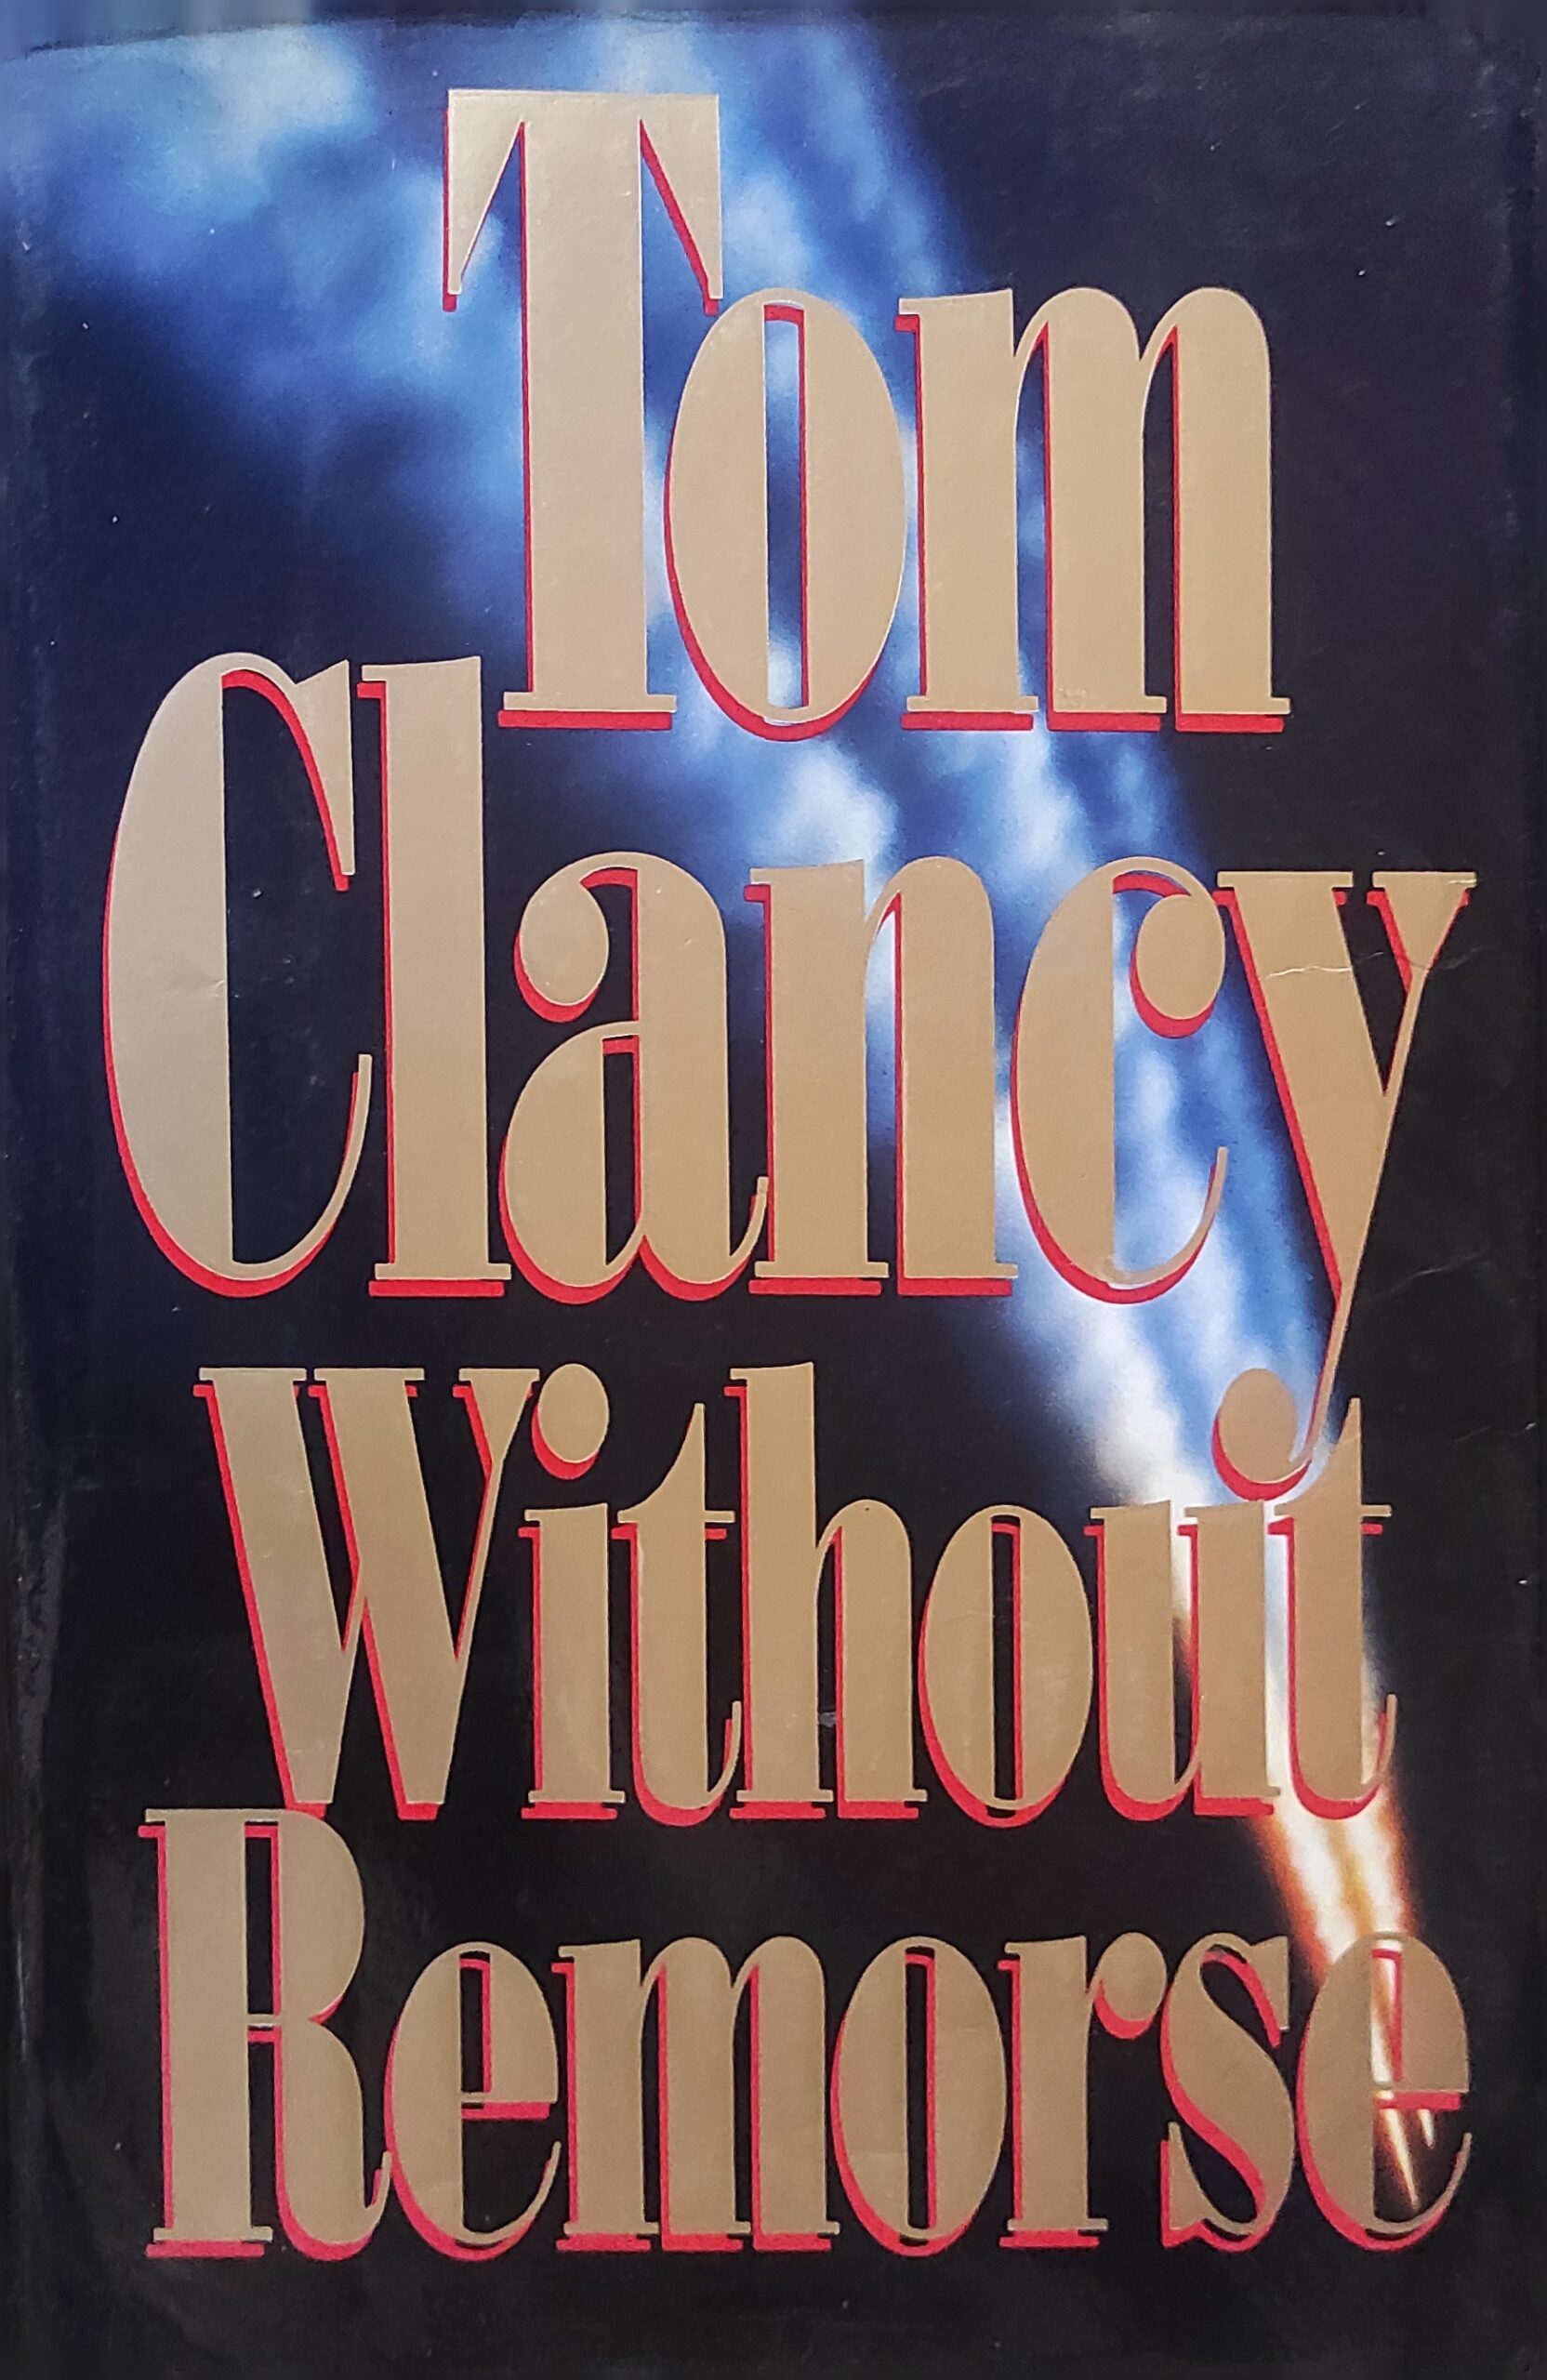 Tom
Clancy
Without
Remorse